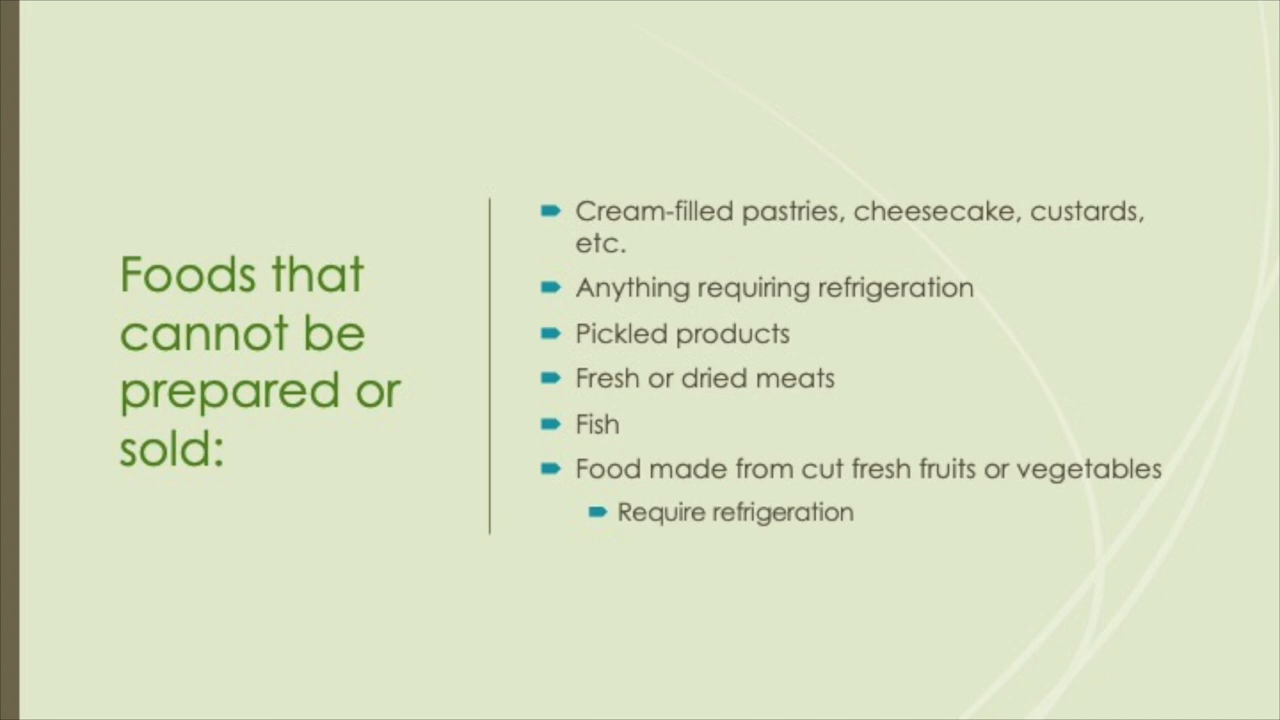 Foods that
cannot be
prepared or
sold:
Cream-filled pastries, cheesecake, custards,
etc.
Anything requiring refrigeration
Pickled products
Fresh or dried meats
Fish
Food made from cut fresh fruits or vegetables
Require refrigeration